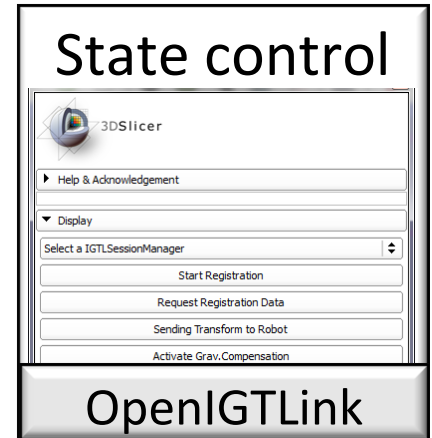 State control
3DSlicer
Help & Acknowledgement
Display
Select a IGTLSessionManager
Start Registration
Request Registration Data
Sending Transform to Robot
Activate Grav.Compensation
OpenIGTLink